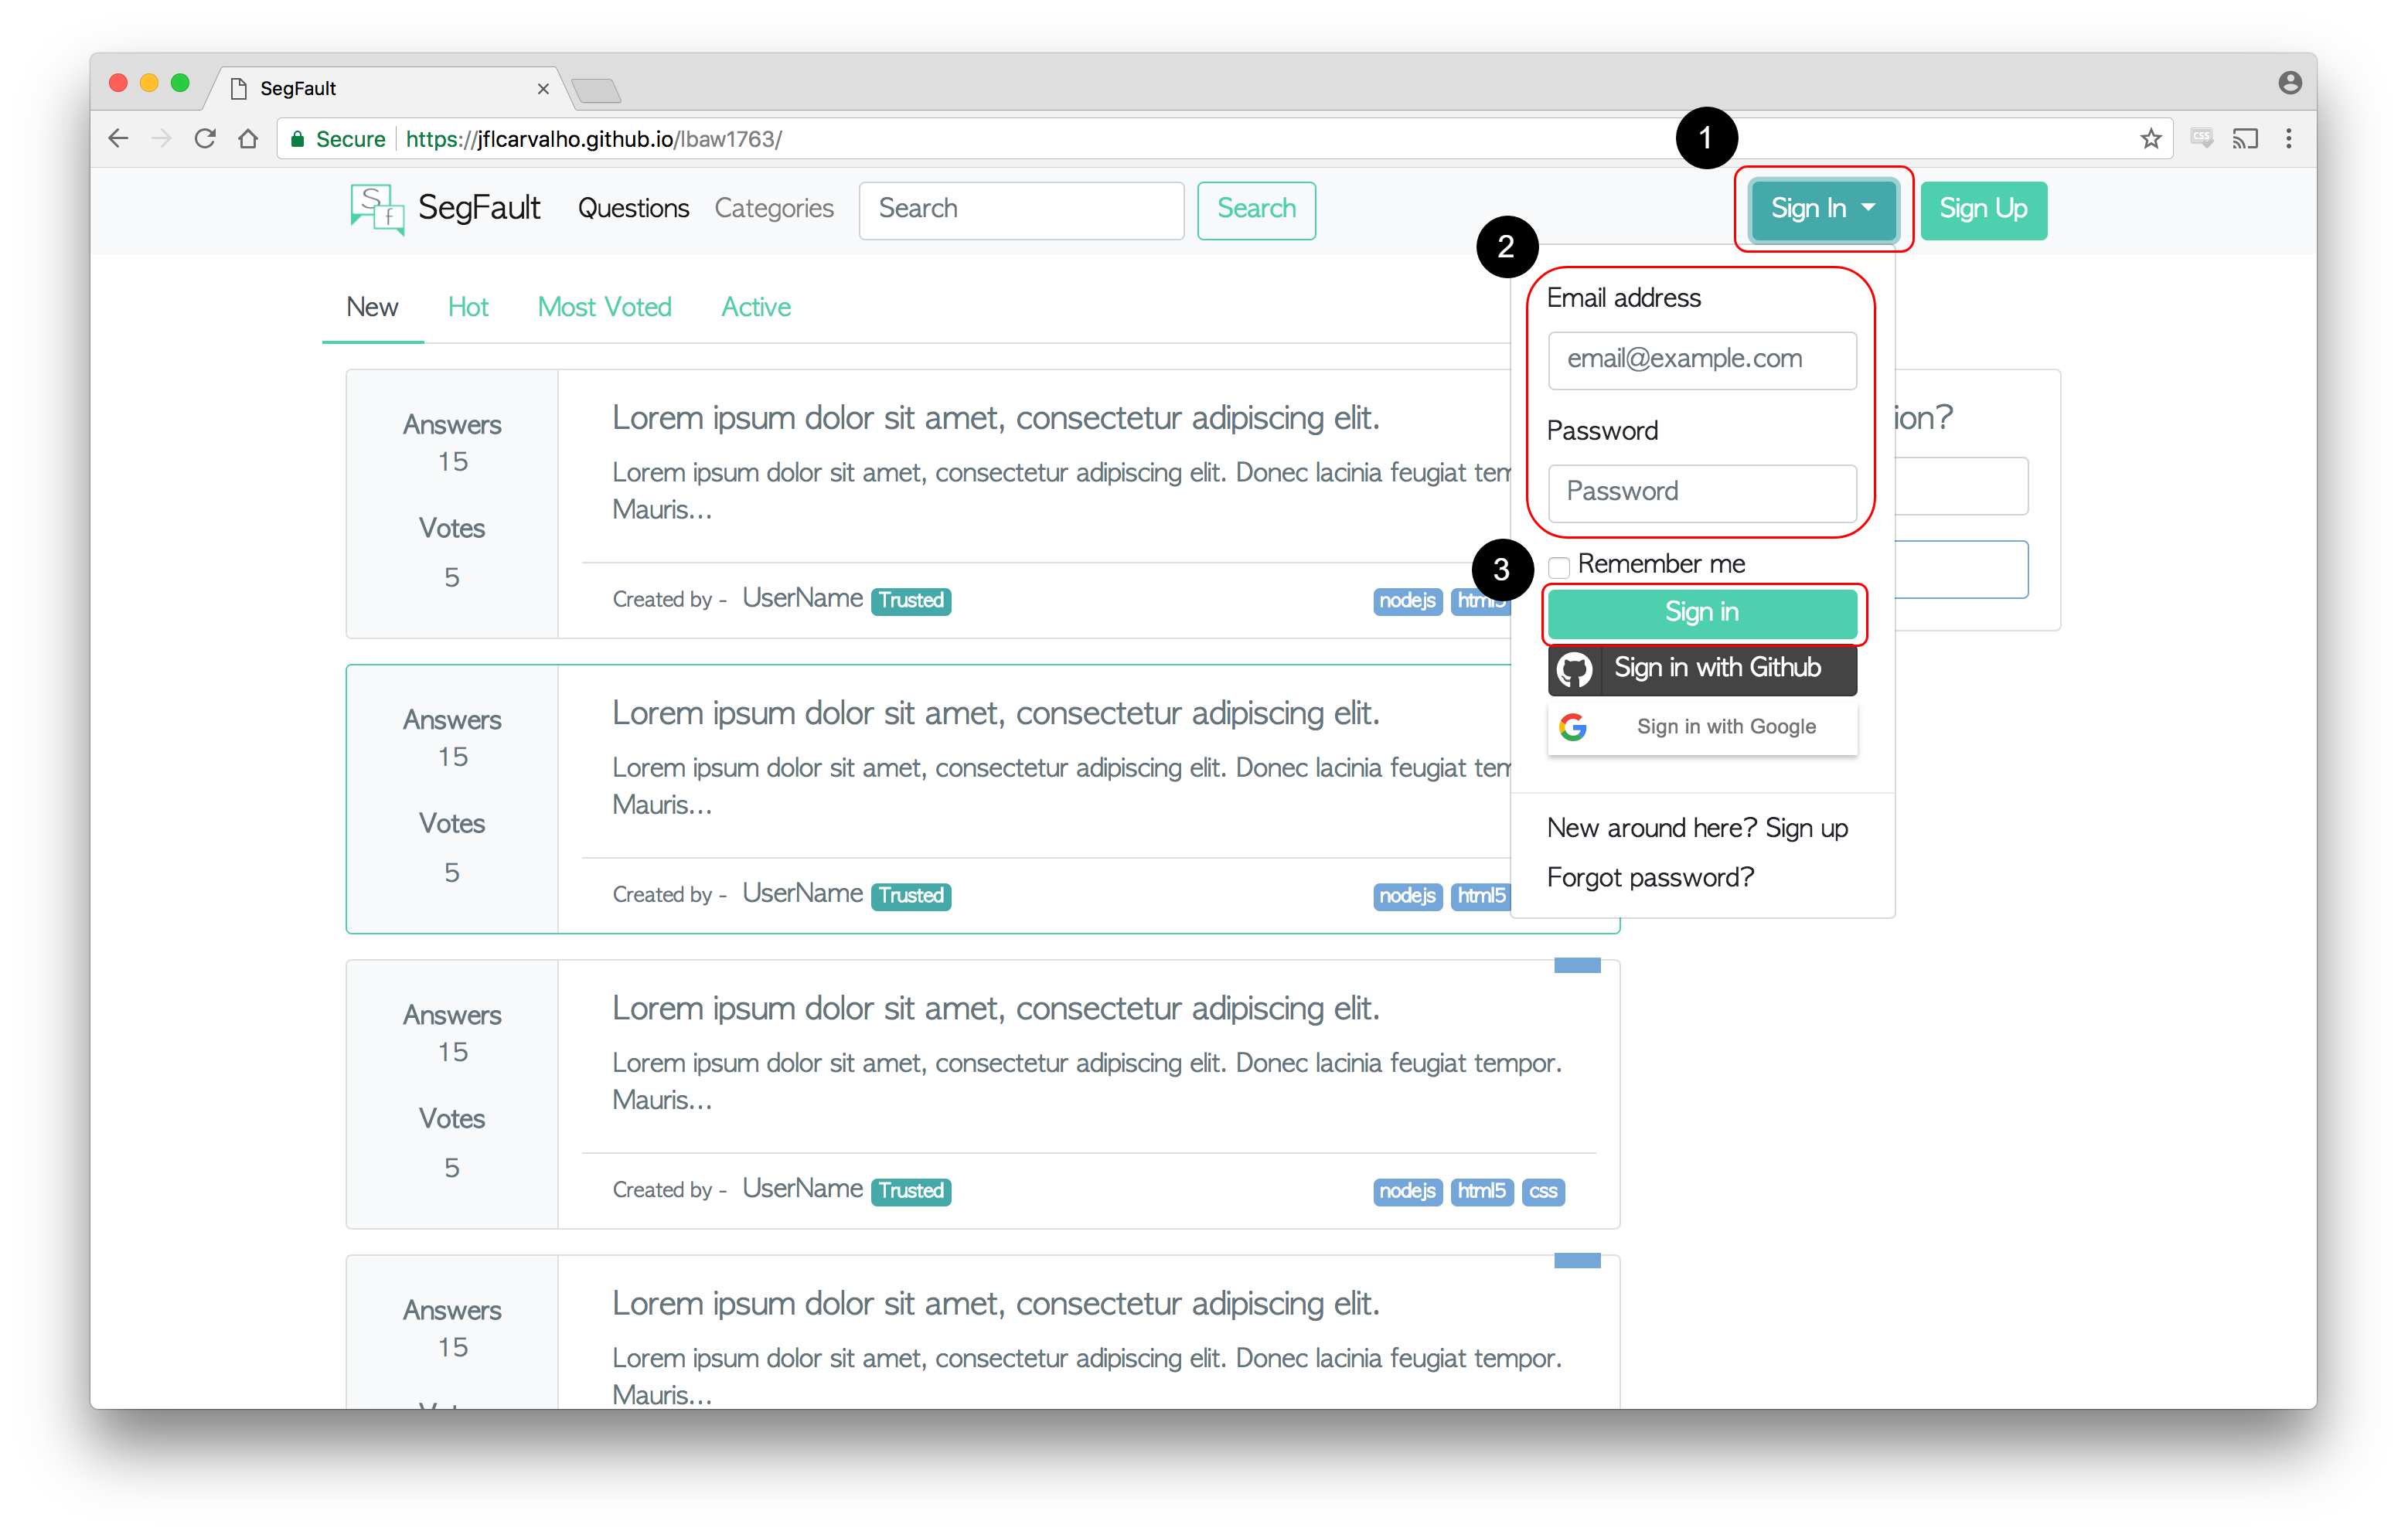 SegFault
Secure https://jflcarvalho.github.io/lbaw1763/
CSS
1
S f SegFault Questions Categories Search Search Sign In Sign Up
2
New Hot Most Voted Active
Email address
email@example.com
Password
Password
3
Remember me
Sign in
Sign in with Github
Sign in with Google
New around here? Sign up
Forgot password?
ion?
Answers
15
Votes
5
Lorem ipsum dolor sit amet, consectetur adipiscing elit.
Lorem ipsum dolor sit amet, consectetur adipiscing elit. Donec lacinia feugiat tem
Mauris...
Created by - UserName Trusted
nodejs html5
Answers
15
Votes
5
Lorem ipsum dolor sit amet, consectetur adipiscing elit.
Lorem ipsum dolor sit amet, consectetur adipiscing elit. Donec lacinia feugiat tem
Mauris...
Created by - UserName Trusted
nodejs html5
Answers
15
Votes
5
Lorem ipsum dolor sit amet, consectetur adipiscing elit.
Lorem ipsum dolor sit amet, consectetur adipiscing elit. Donec lacinia feugiat tempor.
Mauris...
Created by - UserName Trusted
nodejs html5 css
Answers
15
Lorem ipsum dolor sit amet, consectetur adipiscing elit.
Lorem ipsum dolor sit amet, consectetur adipiscing elit. Donec lacinia feugiat tempor.
Mauris...